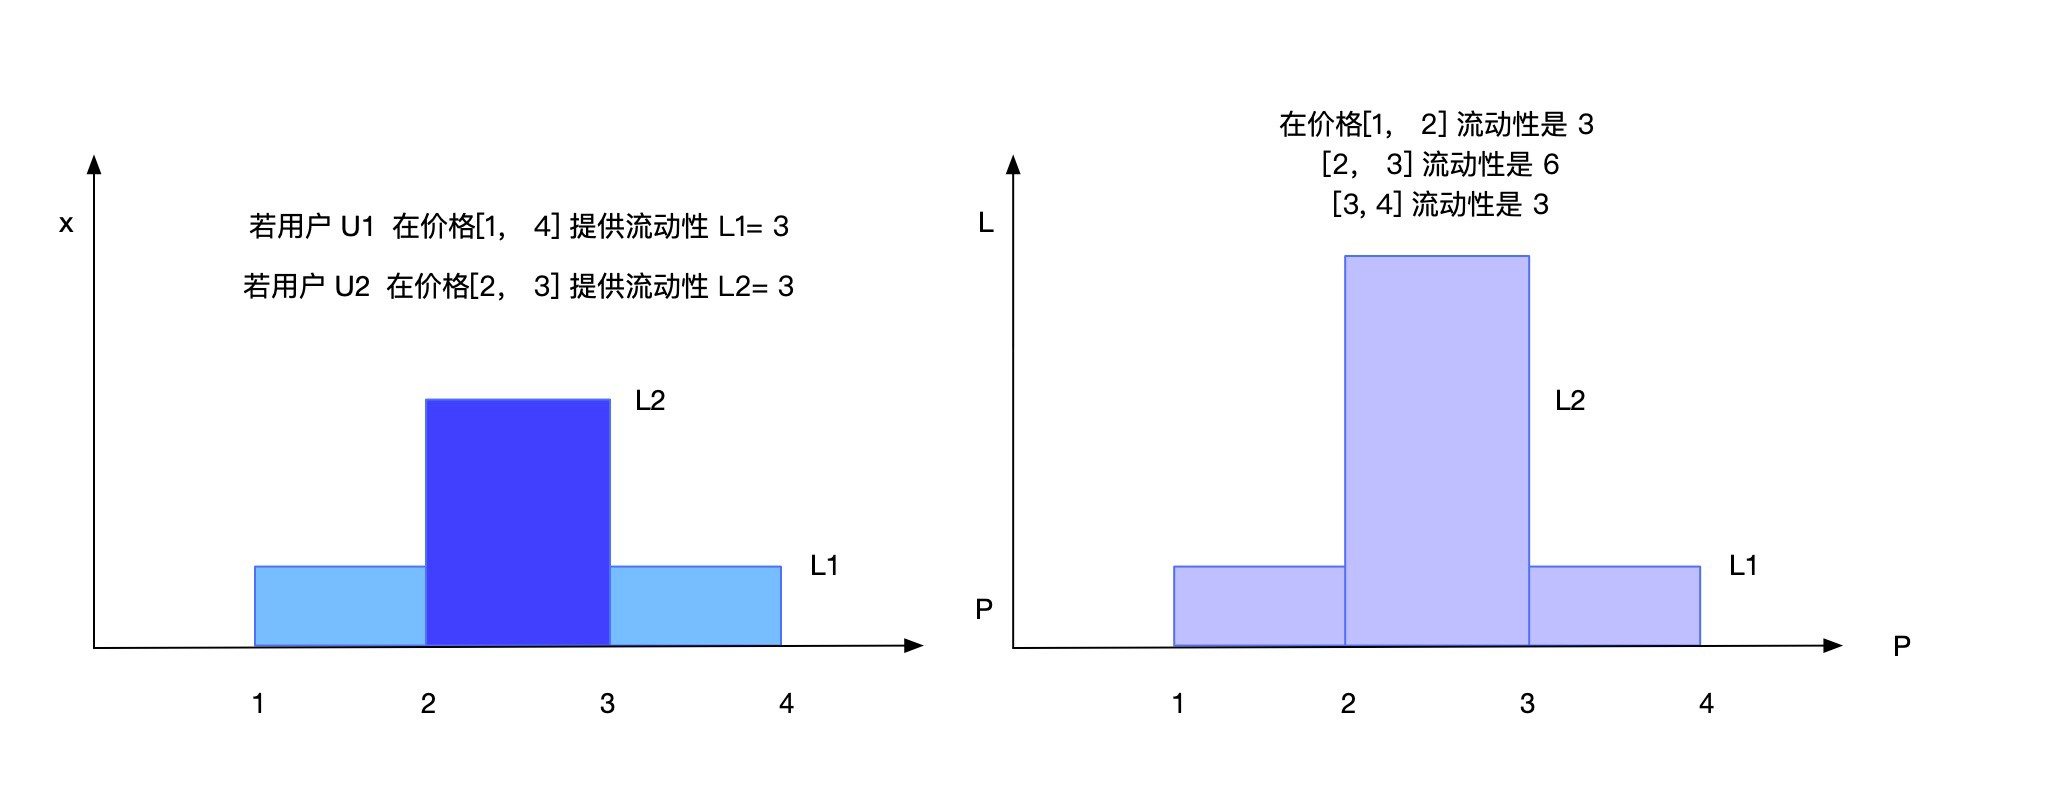 x
若用户 U1 在价格[1， 4] 提供流动性 L1= 3
若用户 U2 在价格[2， 3] 提供流动性 L2= 3
L2
L1
1 2 3 4
在价格[1， 2] 流动性是 3
[2， 3] 流动性是 6
[3, 4] 流动性是 3
L
L2
L1
P
P
1 2 3 4